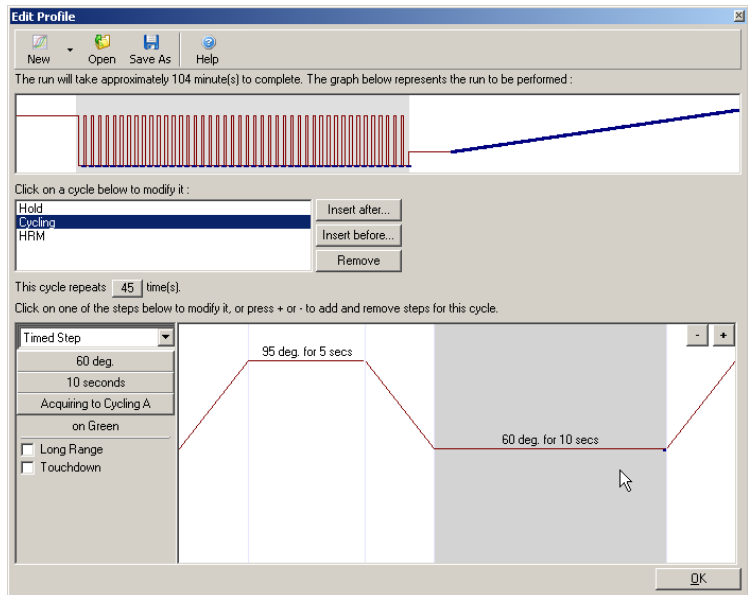 Edit Profile
New Open Save As Help
The run will take approximately 104 minute(s) to complete. The graph below represents the run to be performed :
Click on a cycle below to modify it :
Hold
Cycling
HRM
Insert after...
Insert before...
Remove
This cycle repeats 45 time(s).
Click on one of the steps below to modify it, or press + or - to add and remove steps for this cycle.
Timed Step
60 deg.
10 seconds
Acquiring to Cycling A
on Green
Long Range
Touchdown
95 deg. for 5 secs
60 deg. for 10 secs
- +
OK